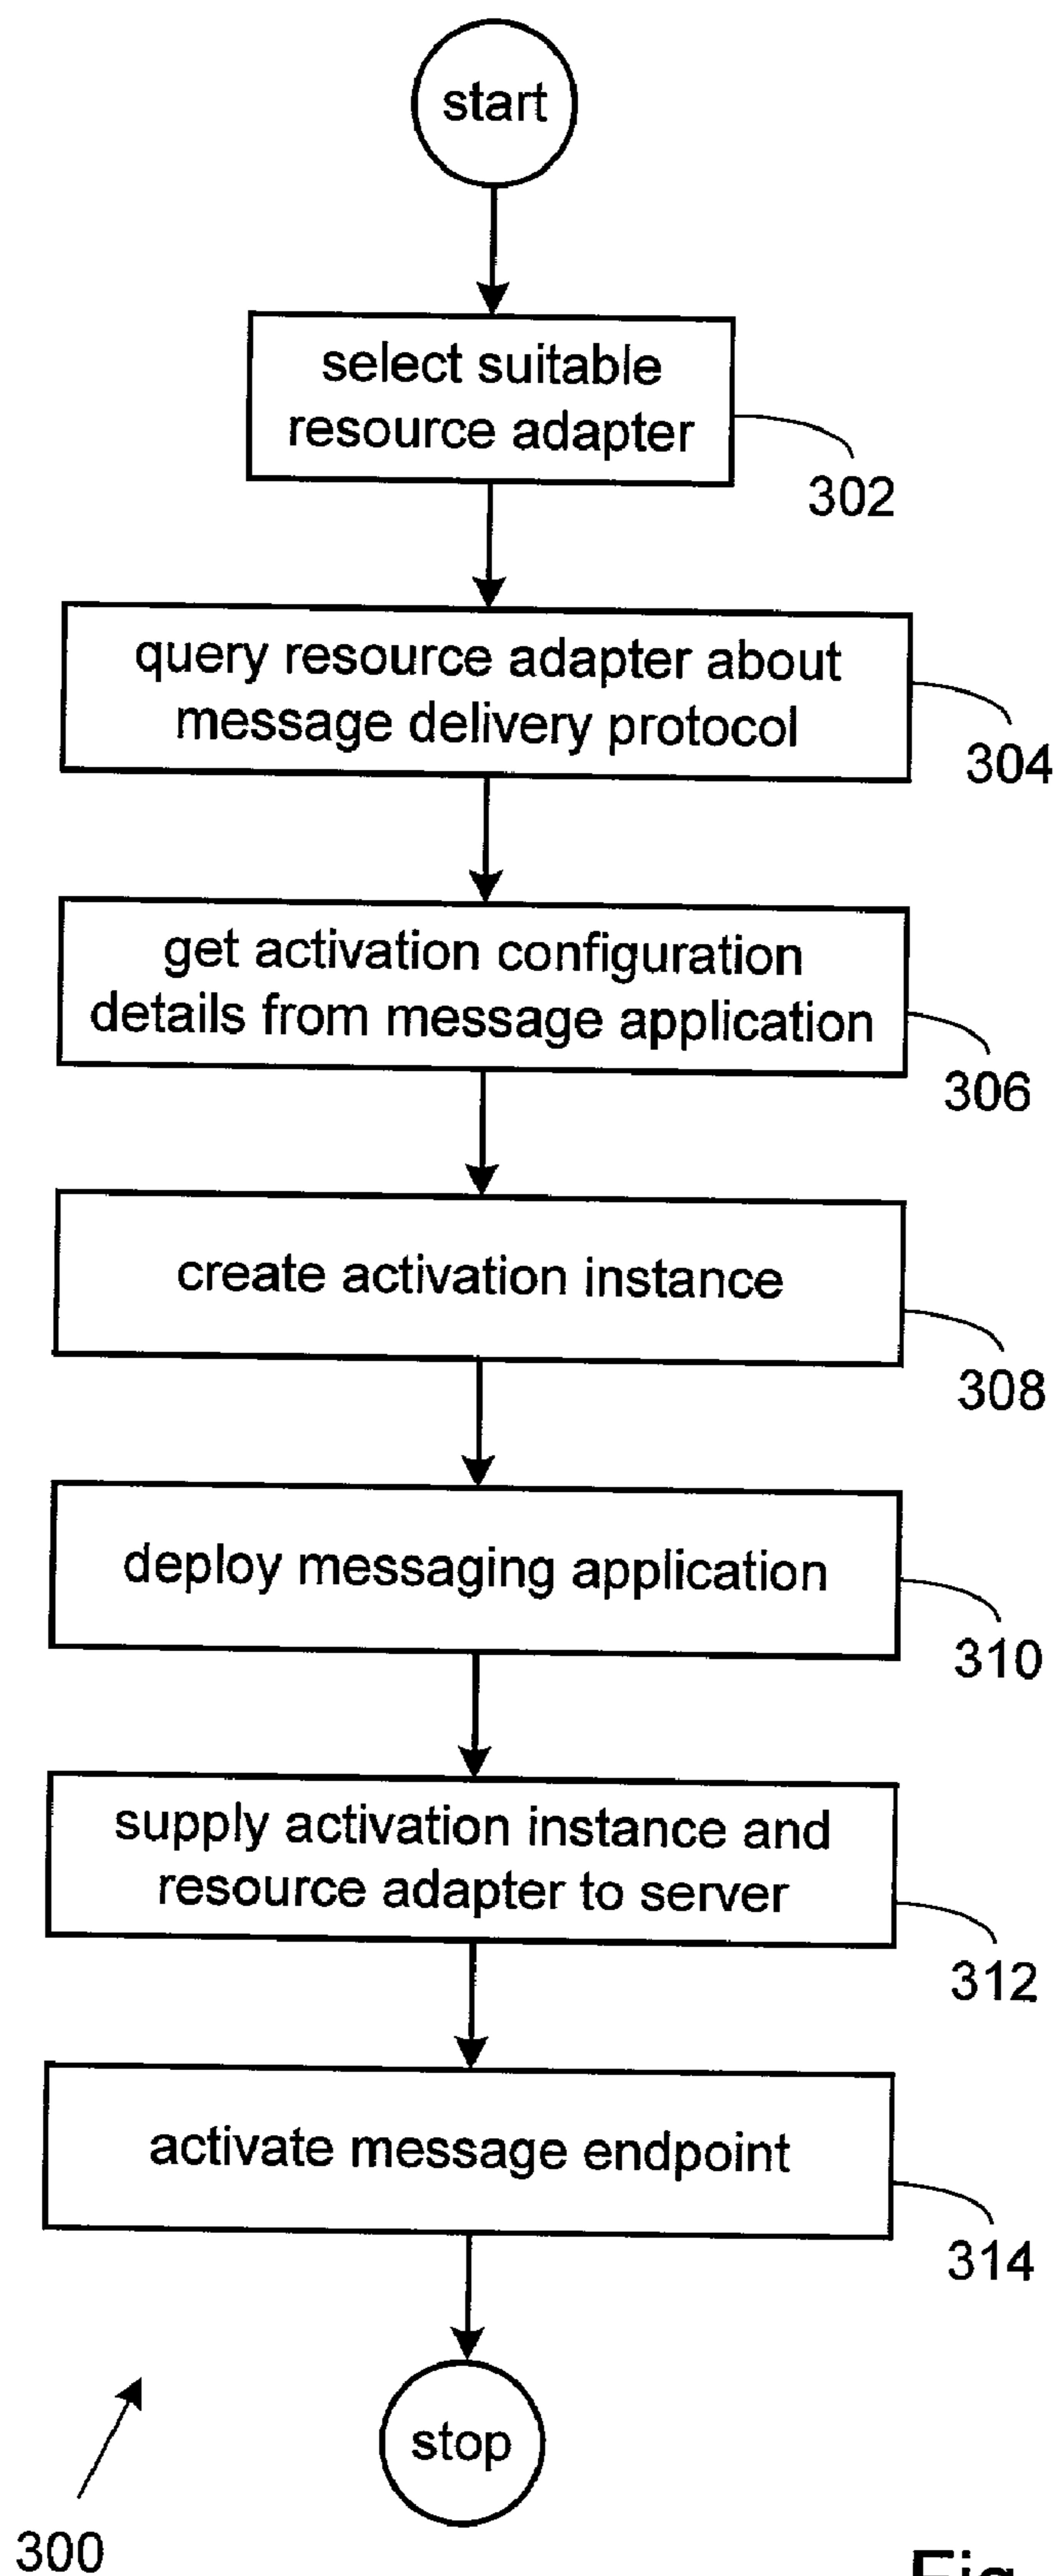 start
select suitable
resource adapter
302
query resource adapter about
message delivery protocol
304
get activation configuration
details from message application
306
create activation instance
308
deploy messaging application
310
supply activation instance and
resource adapter to server
312
activate message endpoint
314
stop
300